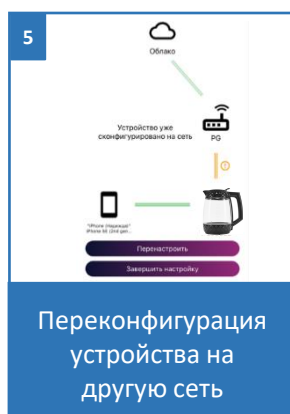 5
Облако
Устройство уже
сконфигурировано на сеть
PG
Перенастроить
Завершить настройку
Переконфигурация
устройства на
другую сеть